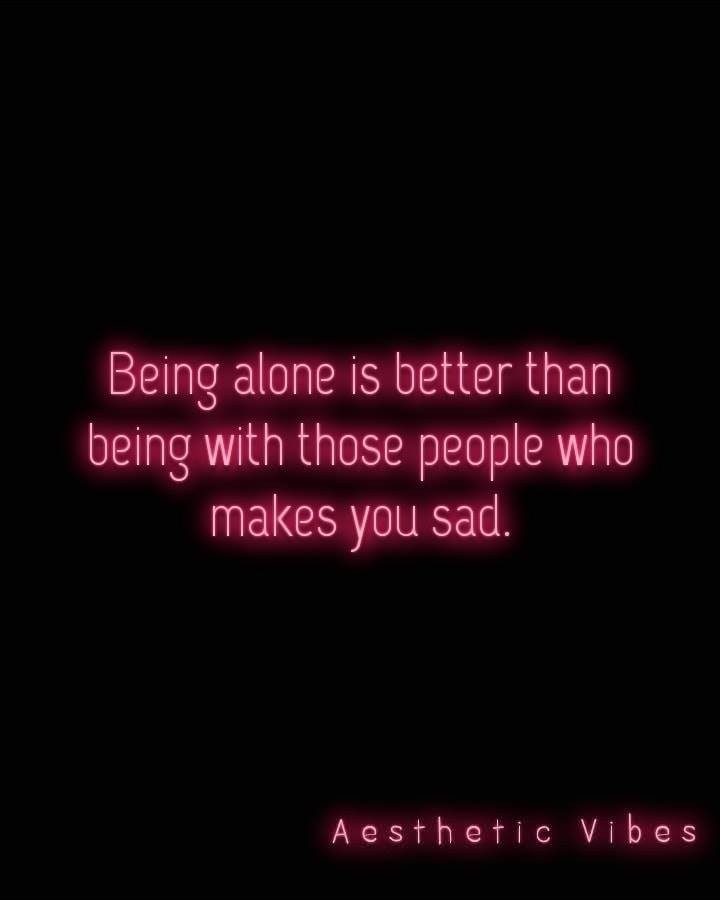 Being alone is better than
being with those people who
makes you sad.
Aesthetic Vibes